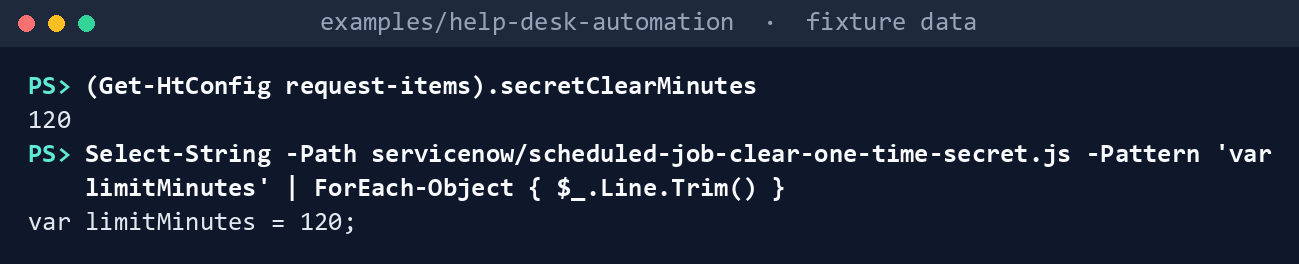 examples/help-desk-automation · fixture data
PS> (Get-HtConfig request-items).secretClearMinutes
120
PS> Select-String -Path servicenow/scheduled-job-clear-one-time-secret.js -Pattern 'var
limitMinutes' | ForEach-Object { $_.Line.Trim() }
var limitMinutes = 120;